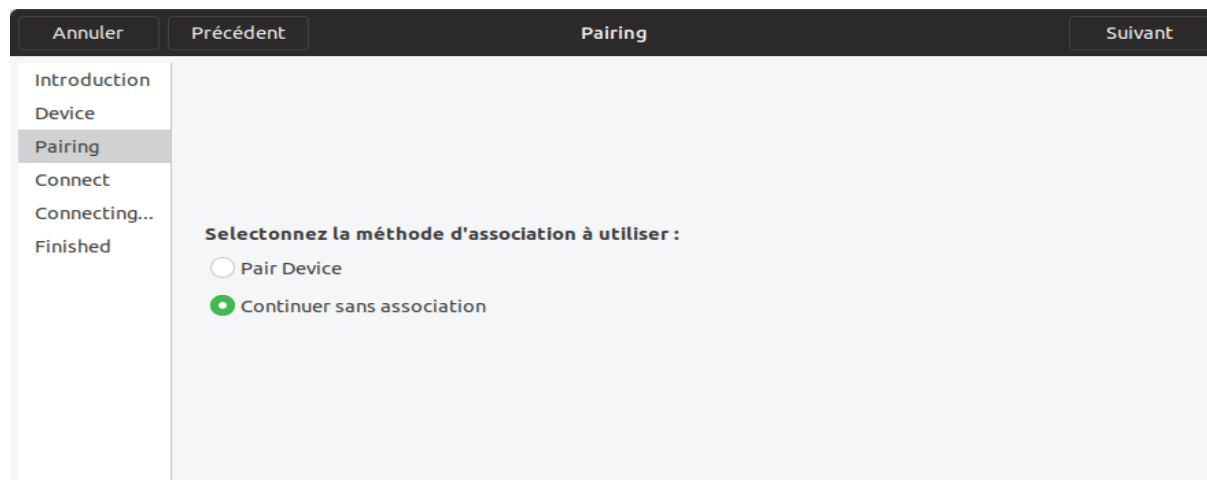 Annuler Précédent Pairing Suivant
Introduction
Device
Pairing
Connect
Connecting...
Finished
Selectonnez la méthode d'association à utiliser :
Pair Device
Continuer sans association